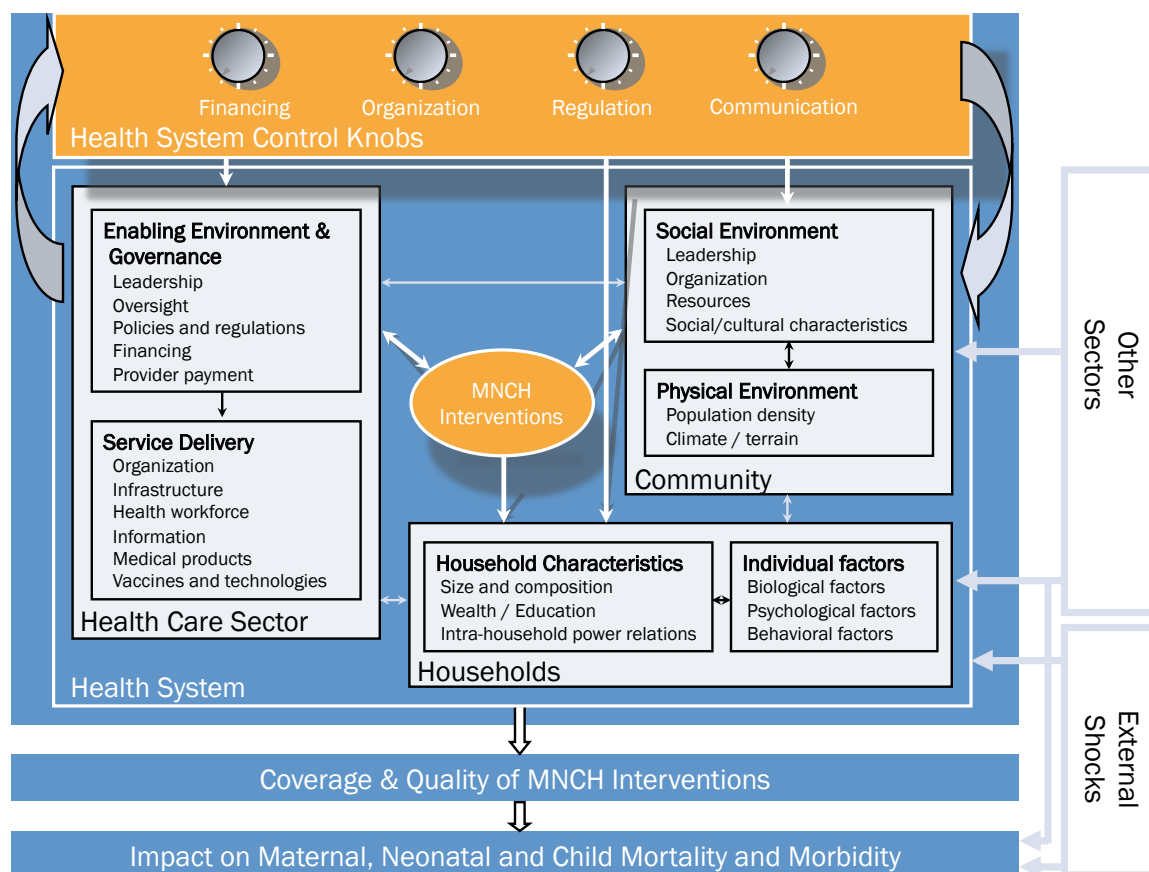 Financing
Organization
Regulation
Communication
Health System Control Knobs
Enabling Environment &
Governance
Leadership
Oversight
Policies and regulations
Financing
Provider payment
Service Delivery
Organization
Infrastructure
Health workforce
Information
Medical products
Vaccines and technologies
Health Care Sector
MNCH
Interventions
Social Environment
Leadership
Organization
Resources
Social/cultural characteristics
Physical Environment
Population density
Climate / terrain
Community
Household Characteristics
Size and composition
Wealth / Education
Intra-household power relations
Individual factors
Biological factors
Psychological factors
Behavioral factors
Households
Health System
Other
Sectors
External
Shocks
Coverage & Quality of MNCH Interventions
Impact on Maternal, Neonatal and Child Mortality and Morbidity